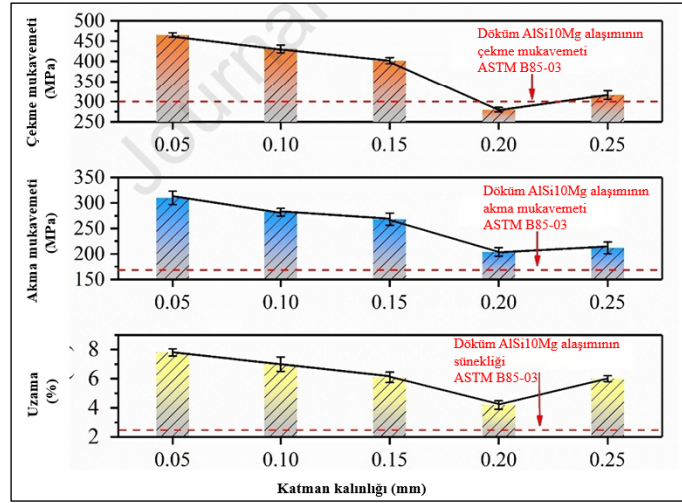 Journal
Çekme mukavemeti
(MPa)
500
450
400
350
300
250
Döküm AlSi10Mg alaşımının
çekme mukavemeti
ASTM B85-03
0.05 0.10 0.15 0.20 0.25
Akma mukavemeti
(MPa)
350
300
250
200
150
Döküm AlSi10Mg alaşımının
akma mukavemeti
ASTM B85-03
0.05 0.10 0.15 0.20 0.25
Uzama
(%)
8
6
4
2
Döküm AlSi10Mg alaşımının
sünekliği
ASTM B85-03
0.05 0.10 0.15 0.20 0.25
Katman kalınlığı (mm)